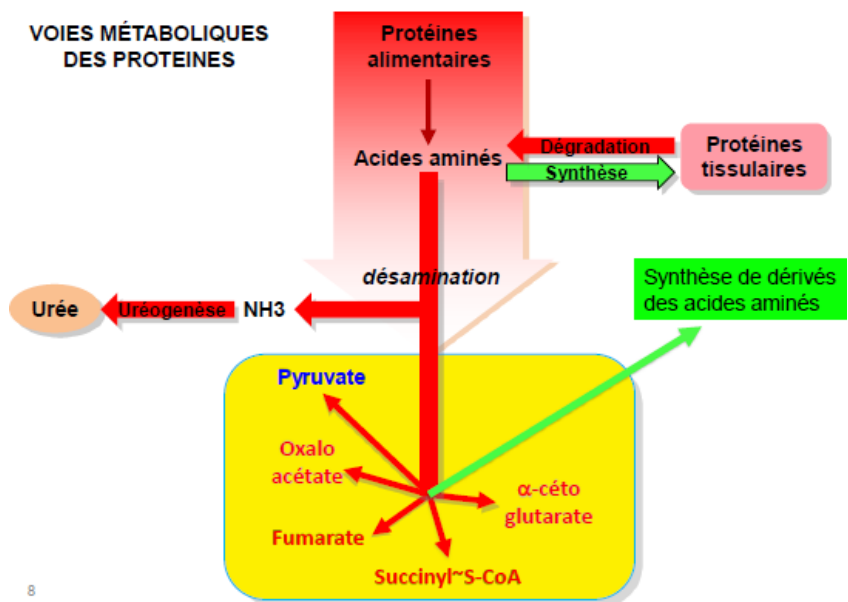 VOIES MÉTABOLIQUES
DES PROTEINES
Protéines
alimentaires
Acides aminés
Dégradation
Synthèse
Protéines
tissulaires
désamination
Synthèse de dérivés
des acides aminés
Urée
Uréogenèse
NH3
Pyruvate
Oxalo
acétate
α-céto
glutarate
Fumarate
Succinyl~S-CoA
8